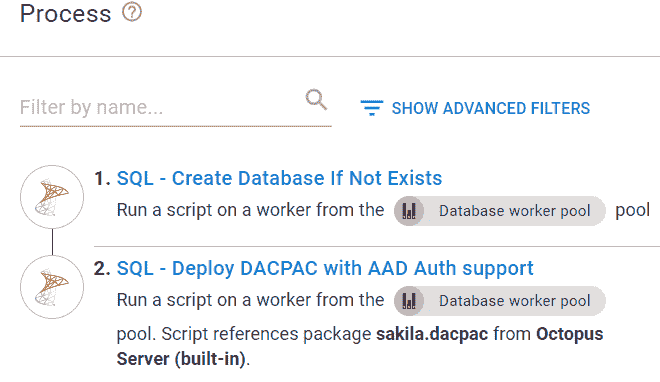 Process ?
Filter by name...
SHOW ADVANCED FILTERS
1. SQL - Create Database If Not Exists
Run a script on a worker from the Database worker pool pool
2. SQL - Deploy DACPAC with AAD Auth support
Run a script on a worker from the Database worker pool
pool. Script references package sakila.dacpac from Octopus
Server (built-in).